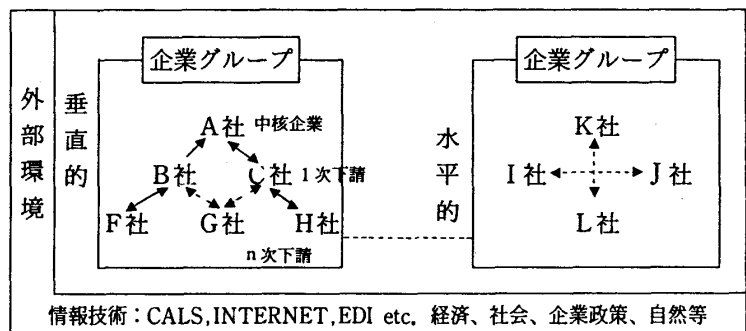 企業グループ 企業グループ
外部環境
垂直的
A社 中核企業
B社 C社 1次下請
F社 G社 H社
n次下請
水平的
K社
I社 J社
L社
情報技術：CALS,INTERNET,EDI etc. 経済、社会、企業政策、自然等